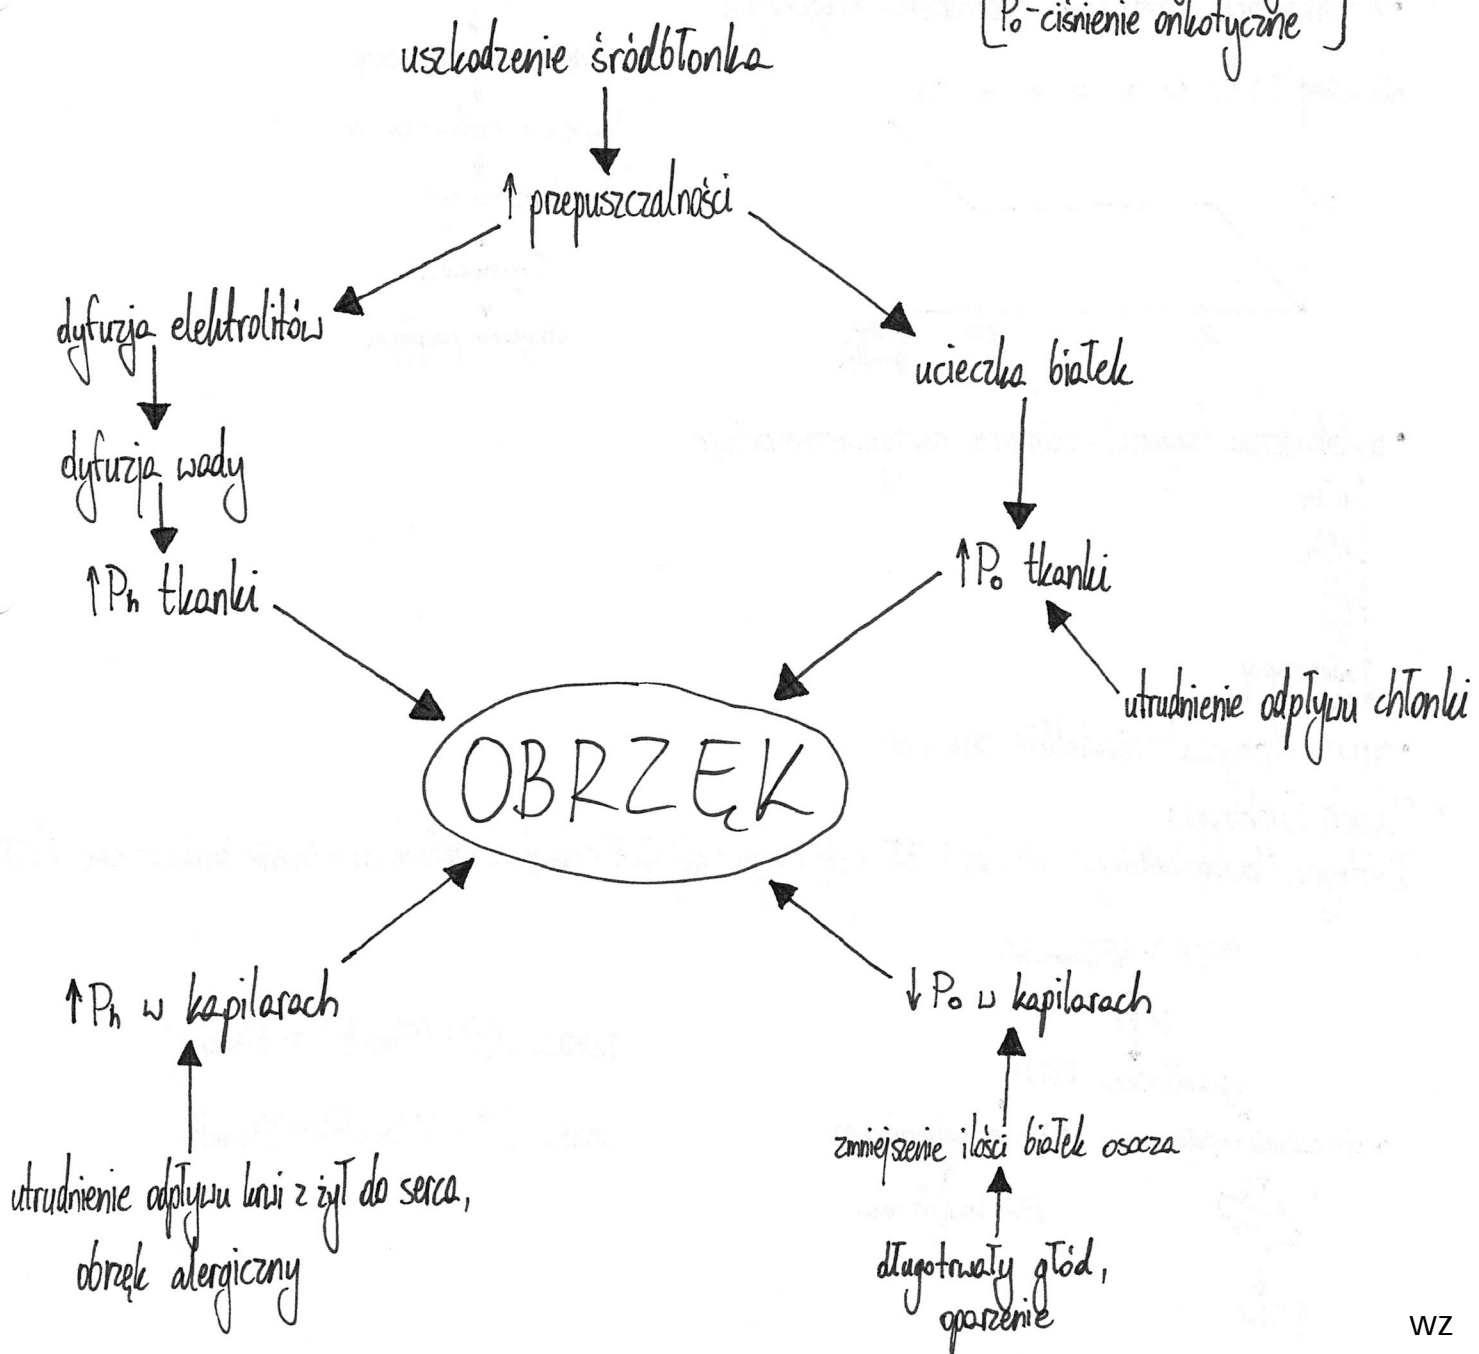 [Po - ciśnienie onkotyczne]
uszkodzenie śródbłonka
↑ przepuszczalności
dyfuzja elektrolitów
ucieczka białek
dyfuzja wody
↑Po tkanki
↑Ph tkanki
utrudnienie odpływu chłonki
OBRZĘK
↑Ph w kapilarach
↓Po w kapilarach
zmniejszenie ilości białek osocza
utrudnienie odpływu krwi z żył do serca,
obrzęk alergiczny
długotrwały głód,
oparzenie
WZ